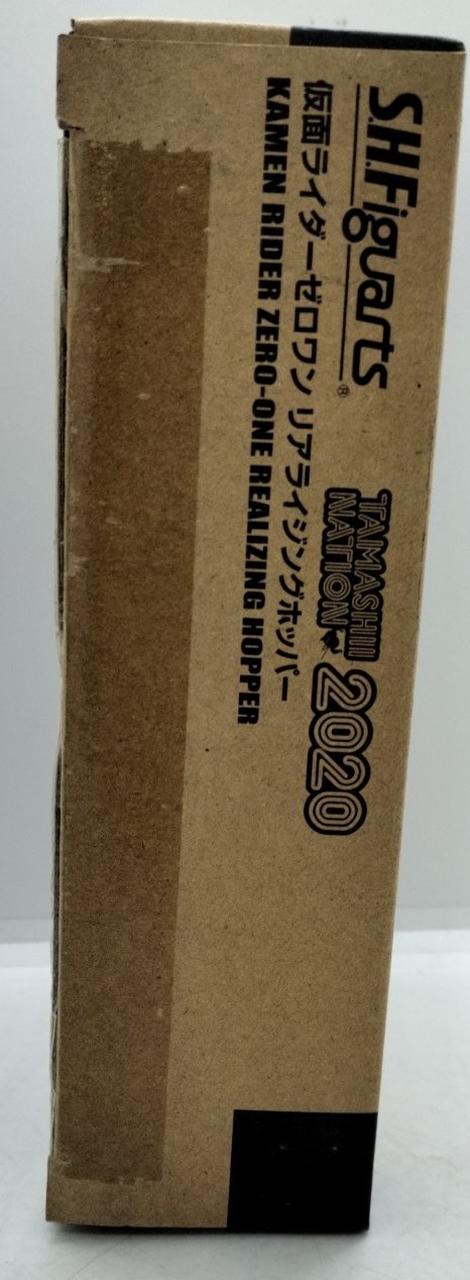 S.H.Figuarts®
仮面ライダーゼロワン リアライジングホッパー
KAMEN RIDER ZERO-ONE REALIZING HOPPER
TAMASHII
NATION
2020